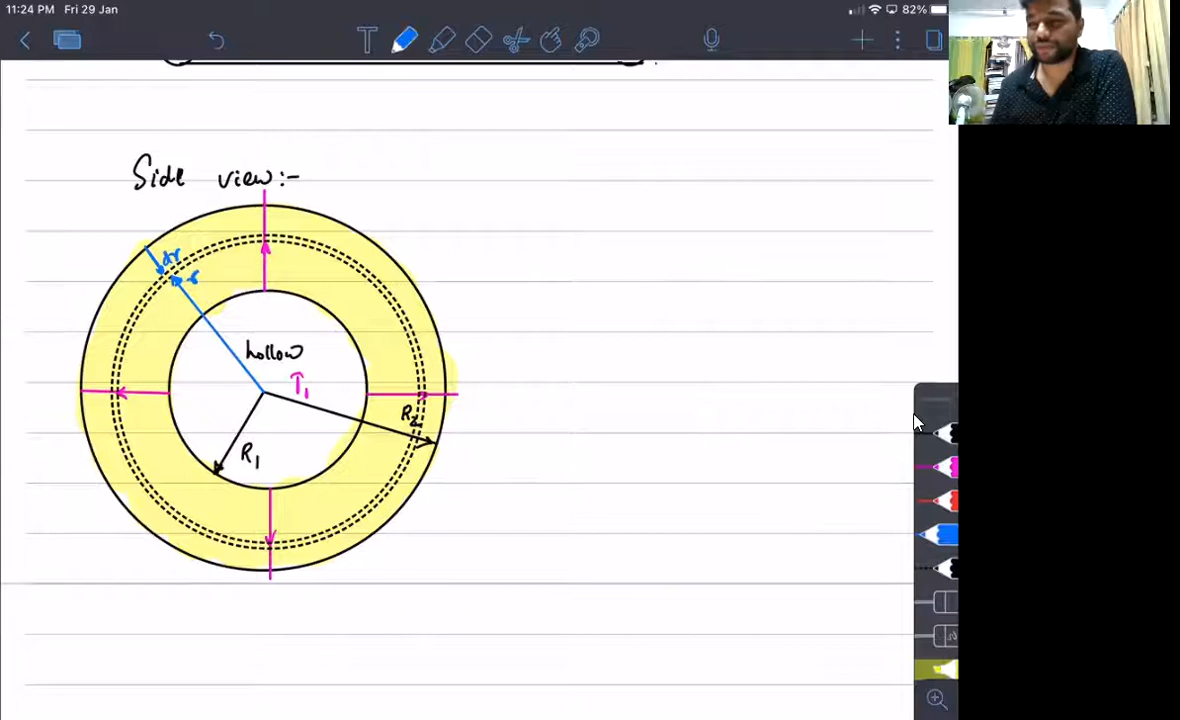 11:24 PM Fri 29 Jan 82%
T
Side view:-
dr
r
hollow
T1
R2
R1